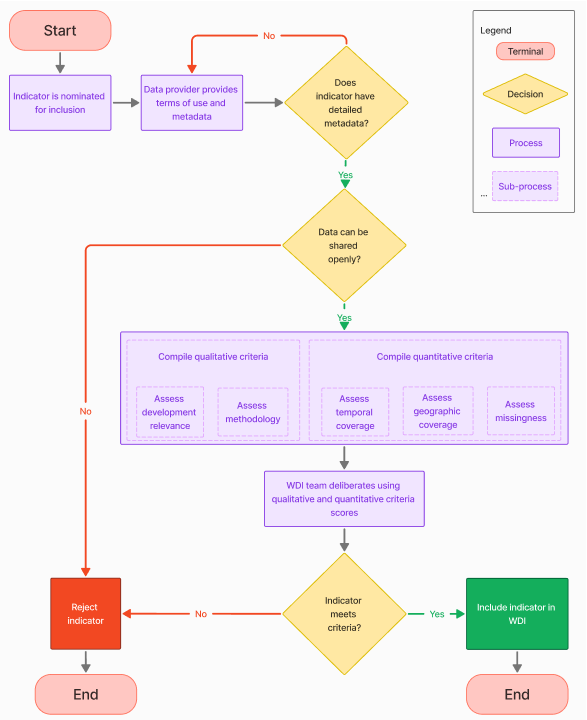 Start
Legend
Terminal
Decision
Process
Sub-process
...
No
Indicator is nominated
for inclusion
Data provider provides
terms of use and
metadata
Does
indicator have
detailed
metadata?
Yes
Data can be
shared
openly?
Yes
Compile qualitative criteria
Compile quantitative criteria
Assess
development
relevance
Assess
methodology
Assess
temporal
coverage
Assess
geographic
coverage
Assess
missingness
No
WDI team deliberates using
qualitative and quantitative criteria
scores
Reject
indicator
No
Indicator
meets
criteria?
Yes
Include indicator in
WDI
End
End